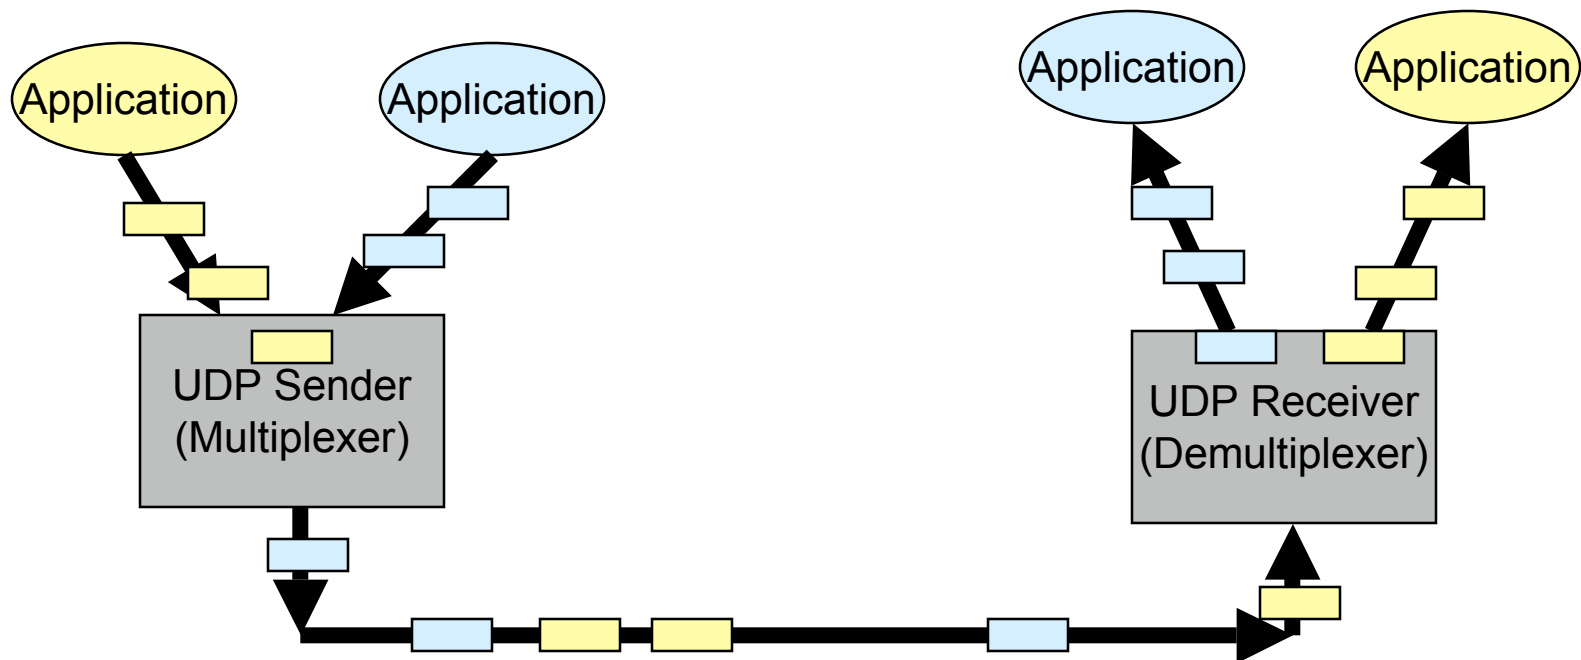 Application
Application
Application
Application
UDP Sender
(Multiplexer)
UDP Receiver
(Demultiplexer)